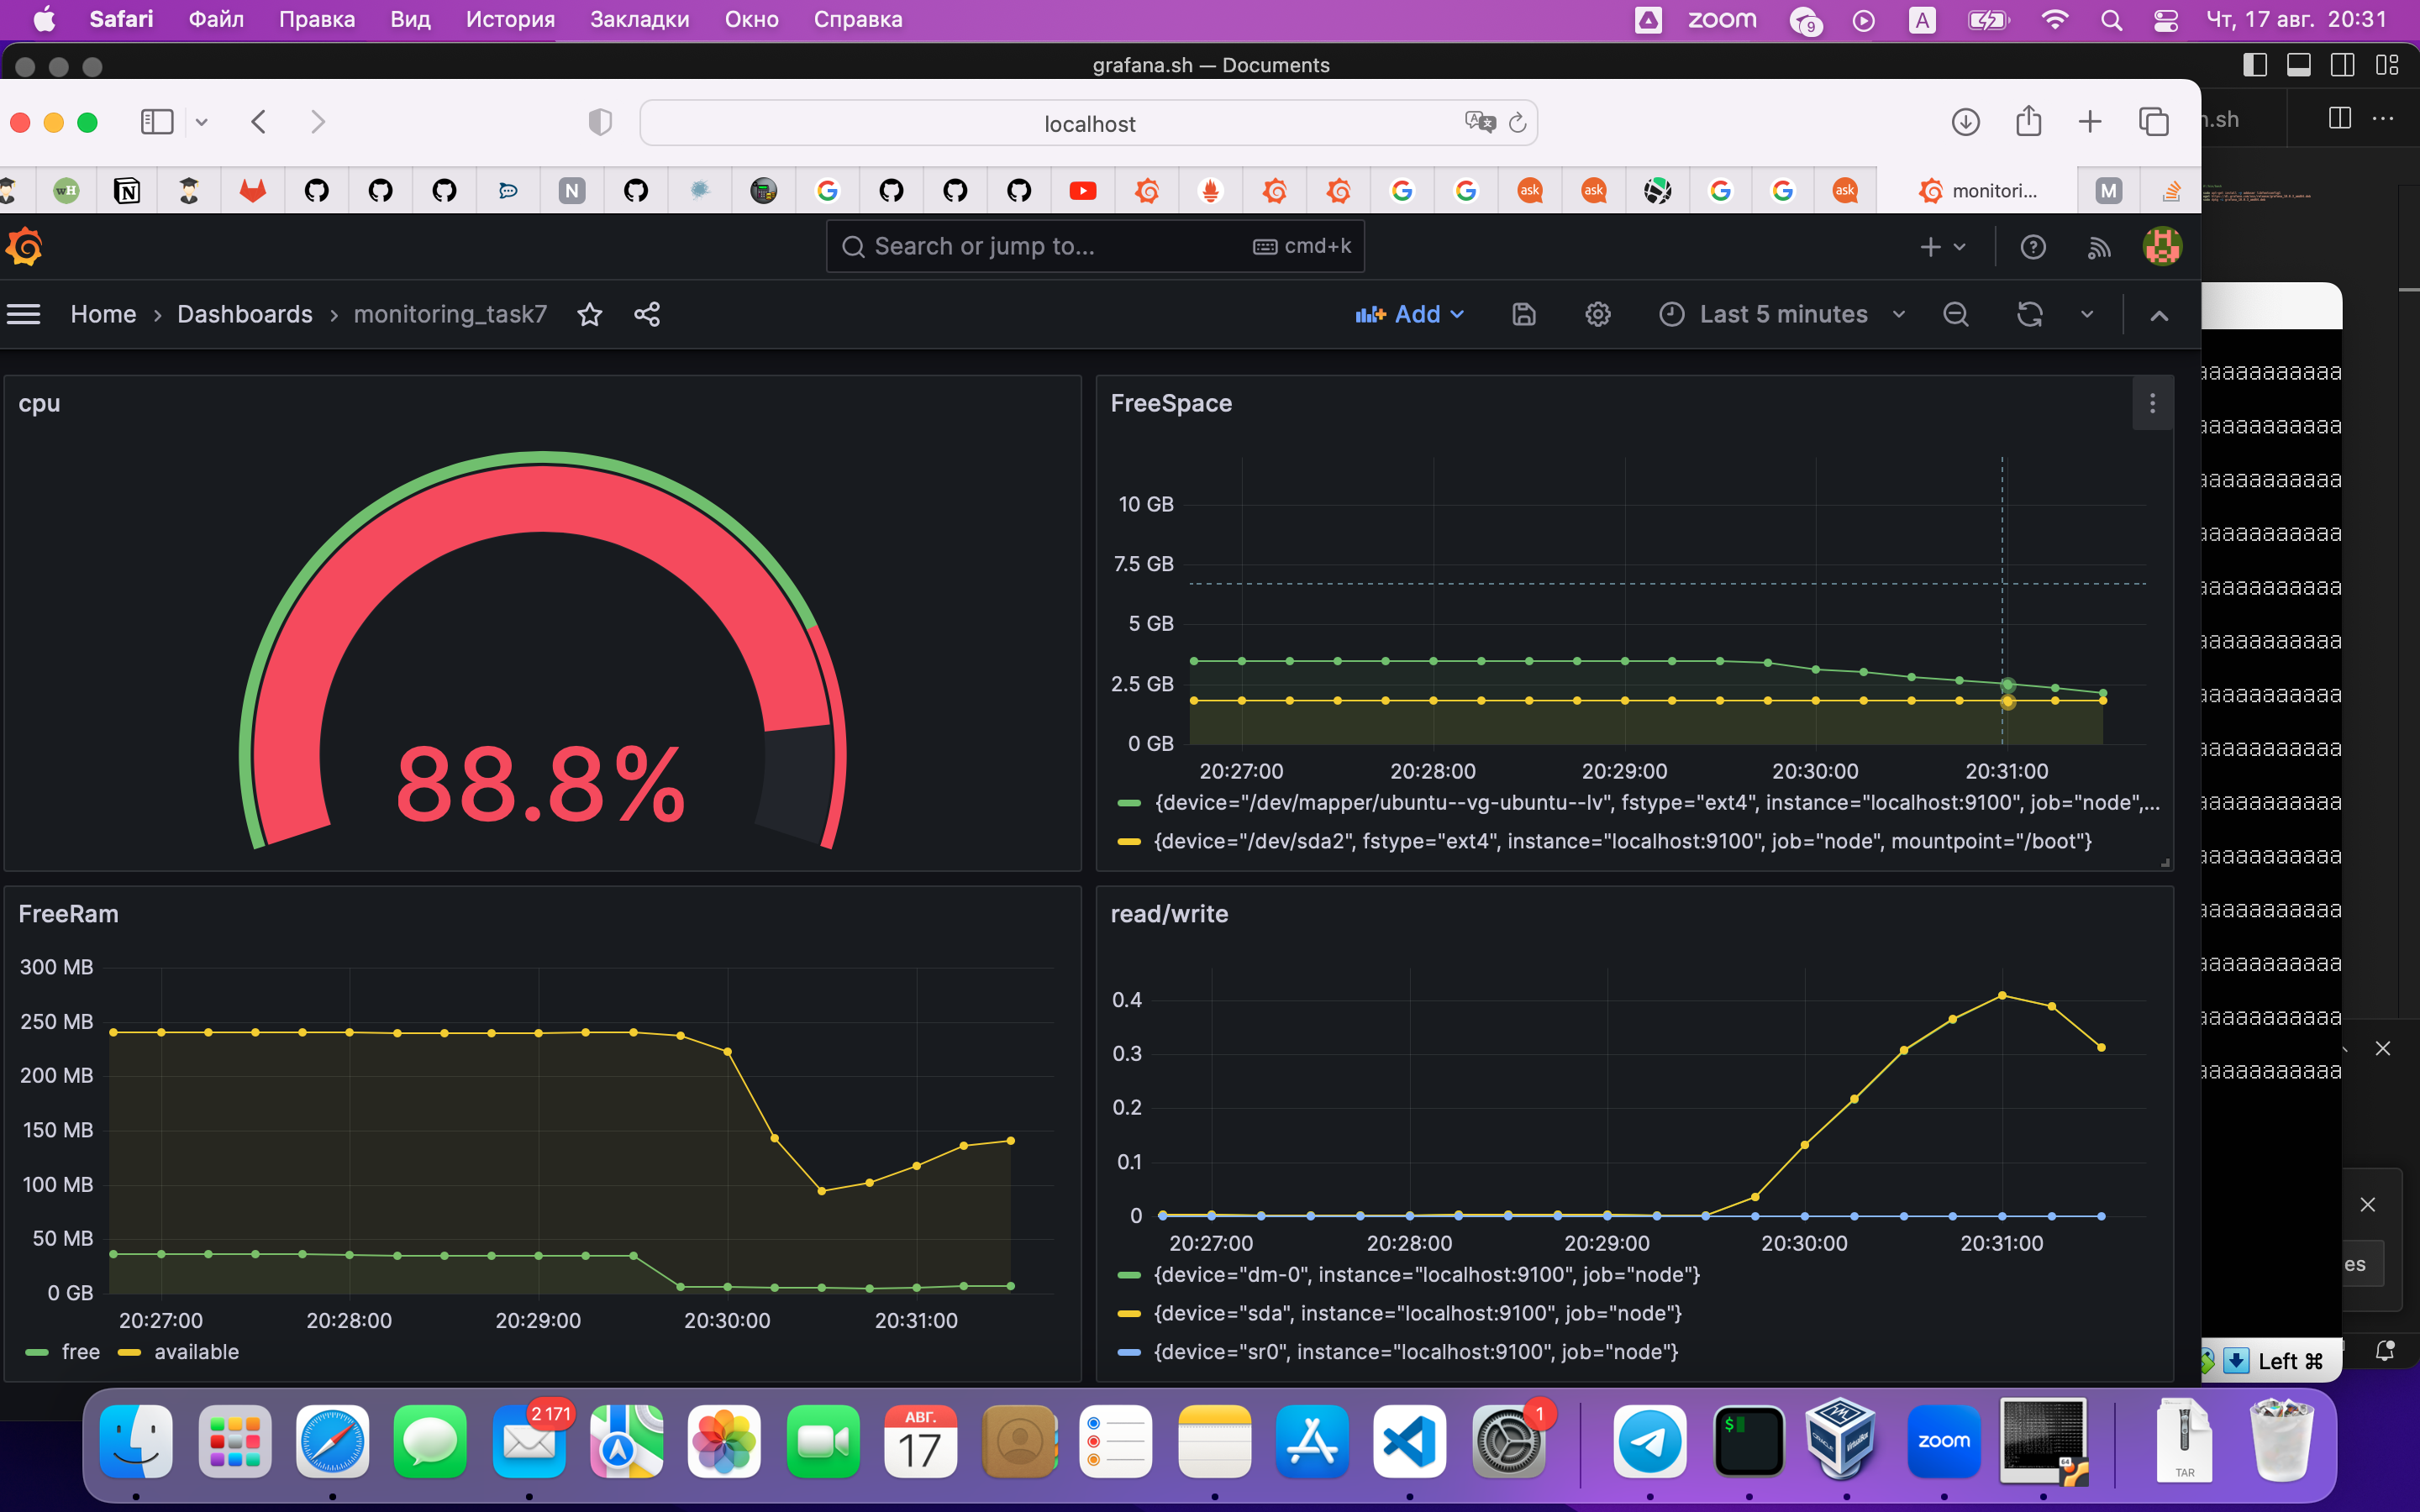 Safari Файл Правка Вид История Закладки Окно Справка zoom 9 A Чт, 17 авг. 20:31
grafana.sh — Documents
localhost
.sh
wH N N ask ask ask monitori... M
Search or jump to... cmd+k
Home › Dashboards › monitoring_task7 Add Last 5 minutes
cpu
88.8%
FreeSpace
10 GB
7.5 GB
5 GB
2.5 GB
0 GB
20:27:00 20:28:00 20:29:00 20:30:00 20:31:00
{device="/dev/mapper/ubuntu--vg-ubuntu--lv", fstype="ext4", instance="localhost:9100", job="node",...
{device="/dev/sda2", fstype="ext4", instance="localhost:9100", job="node", mountpoint="/boot"}
FreeRam
300 MB
250 MB
200 MB
150 MB
100 MB
50 MB
0 GB
20:27:00 20:28:00 20:29:00 20:30:00 20:31:00
free available
read/write
0.4
0.3
0.2
0.1
0
20:27:00 20:28:00 20:29:00 20:30:00 20:31:00
{device="dm-0", instance="localhost:9100", job="node"}
{device="sda", instance="localhost:9100", job="node"}
{device="sr0", instance="localhost:9100", job="node"}
aaaaaaaaaaa
aaaaaaaaaaa
aaaaaaaaaaa
aaaaaaaaaaa
aaaaaaaaaaa
aaaaaaaaaaa
aaaaaaaaaaa
aaaaaaaaaaa
aaaaaaaaaaa
aaaaaaaaaaa
aaaaaaaaaaa
aaaaaaaaaaa
aaaaaaaaaaa
aaaaaaaaaaa
es
Left ⌘
2 171
АВГ.
17
1
$
zoom
64
TAR